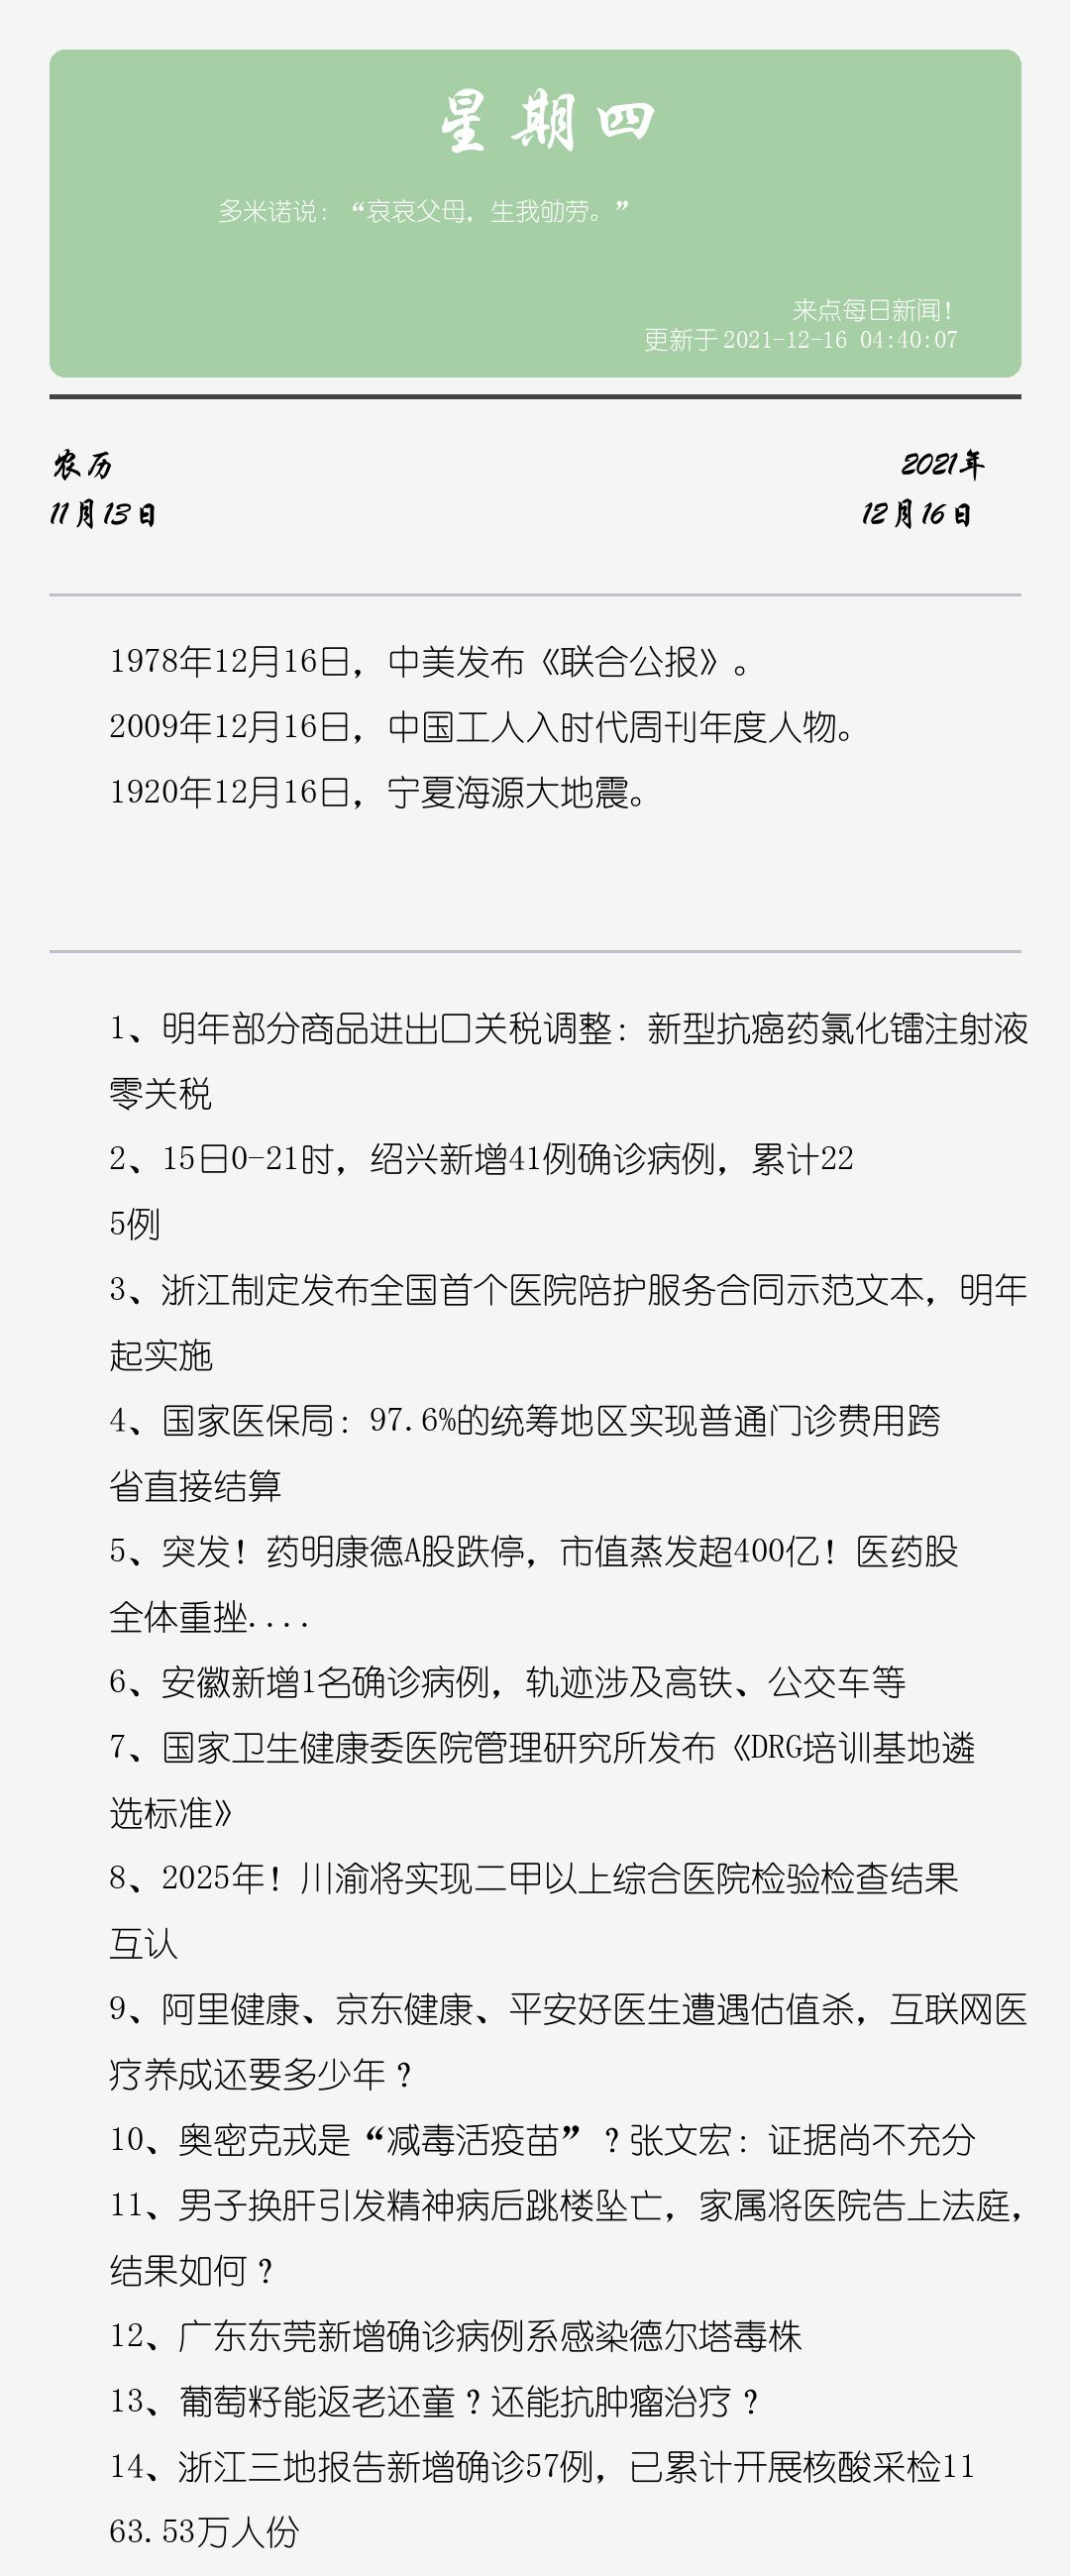 星期四
多米诺说：“哀哀父母，生我劬劳。”
来点每日新闻！
更新于 2021-12-16 04:40:07
农历
2021年
11月13日
12月16日
1978年12月16日，中美发布《联合公报》。
2009年12月16日，中国工人入时代周刊年度人物。
1920年12月16日，宁夏海源大地震。
1、明年部分商品进出口关税调整：新型抗癌药氯化镭注射液
零关税
2、15日0-21时，绍兴新增41例确诊病例，累计22
5例
3、浙江制定发布全国首个医院陪护服务合同示范文本，明年
起实施
4、国家医保局：97.6%的统筹地区实现普通门诊费用跨
省直接结算
5、突发！药明康德A股跌停，市值蒸发超400亿！医药股
全体重挫....
6、安徽新增1名确诊病例，轨迹涉及高铁、公交车等
7、国家卫生健康委医院管理研究所发布《DRG培训基地遴
选标准》
8、2025年！川渝将实现二甲以上综合医院检验检查结果
互认
9、阿里健康、京东健康、平安好医生遭遇估值杀，互联网医
疗养成还要多少年？
10、奥密克戎是“减毒活疫苗”？张文宏：证据尚不充分
11、男子换肝引发精神病后跳楼坠亡，家属将医院告上法庭，
结果如何？
12、广东东莞新增确诊病例系感染德尔塔毒株
13、葡萄籽能返老还童？还能抗肿瘤治疗？
14、浙江三地报告新增确诊57例，已累计开展核酸采检11
63.53万人份